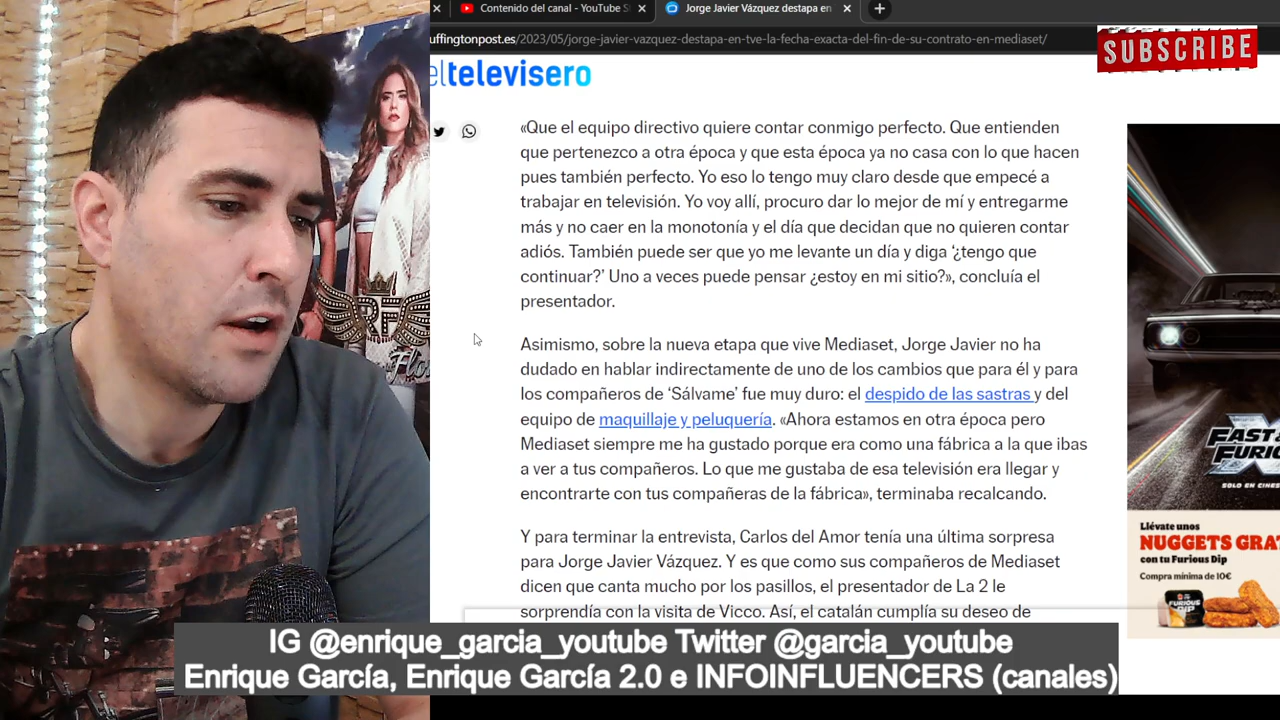 Contenido del canal - YouTube S
Jorge Javier Vázquez destapa en
uffingtonpost.es/2023/05/jorge-javier-vazquez-destapa-en-tve-la-fecha-exacta-del-fin-de-su-contrato-en-mediaset/
SUBSCRIBE
eltelevisero
«Que el equipo directivo quiere contar conmigo perfecto. Que entienden
que pertenezco a otra época y que esta época ya no casa con lo que hacen
pues también perfecto. Yo eso lo tengo muy claro desde que empecé a
trabajar en televisión. Yo voy allí, procuro dar lo mejor de mí y entregarme
más y no caer en la monotonía y el día que decidan que no quieren contar
adiós. También puede ser que yo me levante un día y diga ‘¿tengo que
continuar?’ Uno a veces puede pensar ¿estoy en mi sitio?», concluía el
presentador.
Asimismo, sobre la nueva etapa que vive Mediaset, Jorge Javier no ha
dudado en hablar indirectamente de uno de los cambios que para él y para
los compañeros de ‘Sálvame’ fue muy duro: el despido de las sastras y del
equipo de maquillaje y peluquería. «Ahora estamos en otra época pero
Mediaset siempre me ha gustado porque era como una fábrica a la que ibas
a ver a tus compañeros. Lo que me gustaba de esa televisión era llegar y
encontrarte con tus compañeras de la fábrica», terminaba recalcando.
Y para terminar la entrevista, Carlos del Amor tenía una última sorpresa
para Jorge Javier Vázquez. Y es que como sus compañeros de Mediaset
dicen que canta mucho por los pasillos, el presentador de La 2 le
sorprendía con la visita de Vicco. Así, el catalán cumplía su deseo de
FAST &
FURIO
X
SOLO EN CINES
Llévate unos
NUGGETS GRA
con tu Furious Dip
Compra mínima de 10€
FURIOUS
DIP
RF
Flo
IG @enrique_garcia_youtube Twitter @garcia_youtube
Enrique García, Enrique García 2.0 e INFOINFLUENCERS (canales)